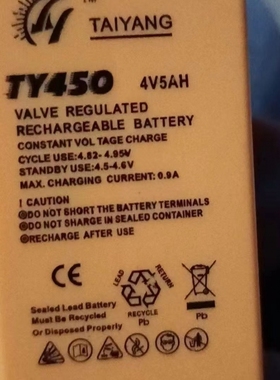 TAIYANG
TY450 4V5AH
VALVE REGULATED
RECHARGEABLE BATTERY
CONSTANT VOL TAGE CHARGE
CYCLE USE:4.82- 4.95V
STANDBY USE:4.5-4.6V
MAX. CHARGING CURRENT: 0.9A
! CAUSION
DO NOT SHORT THE BATTERY TERMINALS
DO NOT CHARGE IN SEALED CONTAINER
RECHARGE AFTER USE
CE
LEAD
RETURN
RECYCLE
Pb
Pb
Sealed Lead Battery
Must Be Recycled
Or Disposed Properly